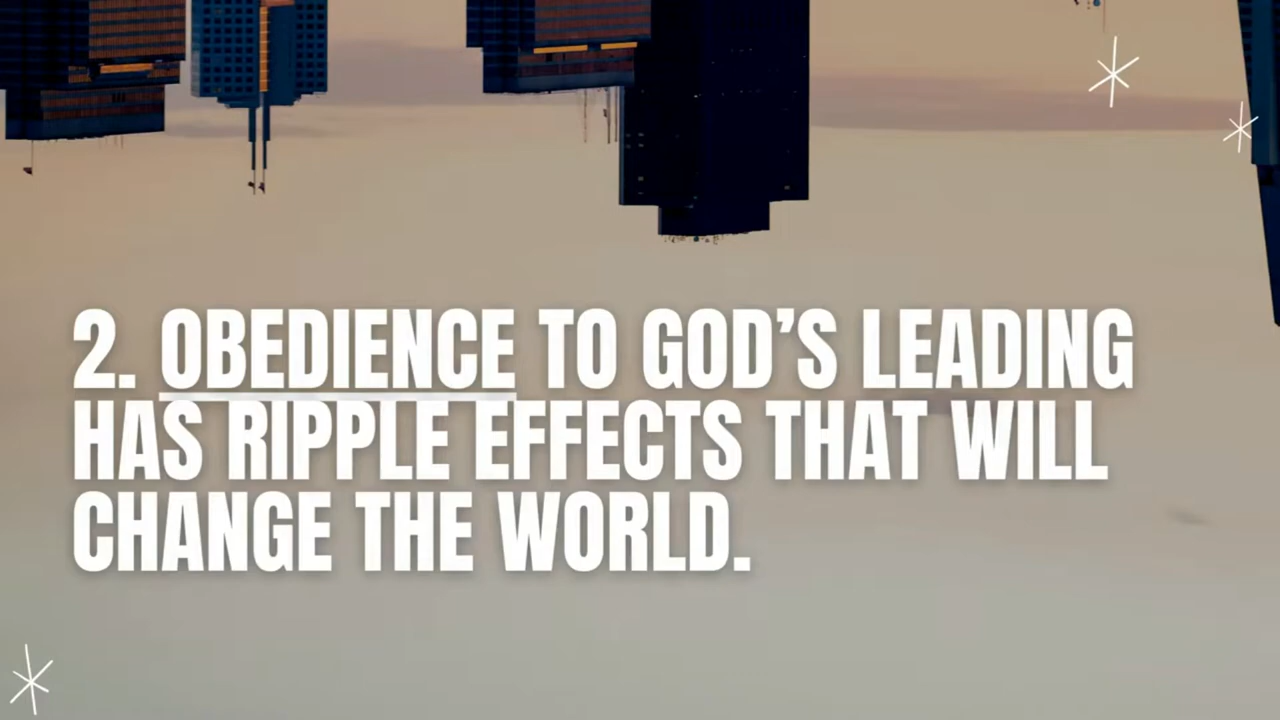 2. OBEDIENCE TO GOD’S LEADING
HAS RIPPLE EFFECTS THAT WILL
CHANGE THE WORLD.